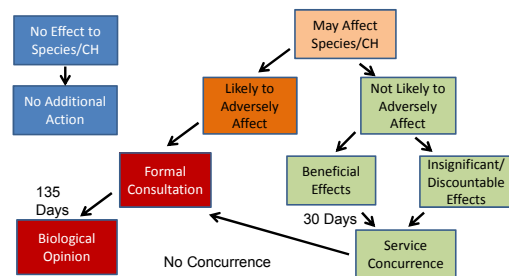 No Effect to
Species/CH
May Affect
Species/CH
No Additional
Action
Likely to
Adversely
Affect
Not Likely to
Adversely
Affect
Formal
Consultation
Beneficial
Effects
Insignificant/
Discountable
Effects
135
Days
30 Days
Biological
Opinion
No Concurrence
Service
Concurrence